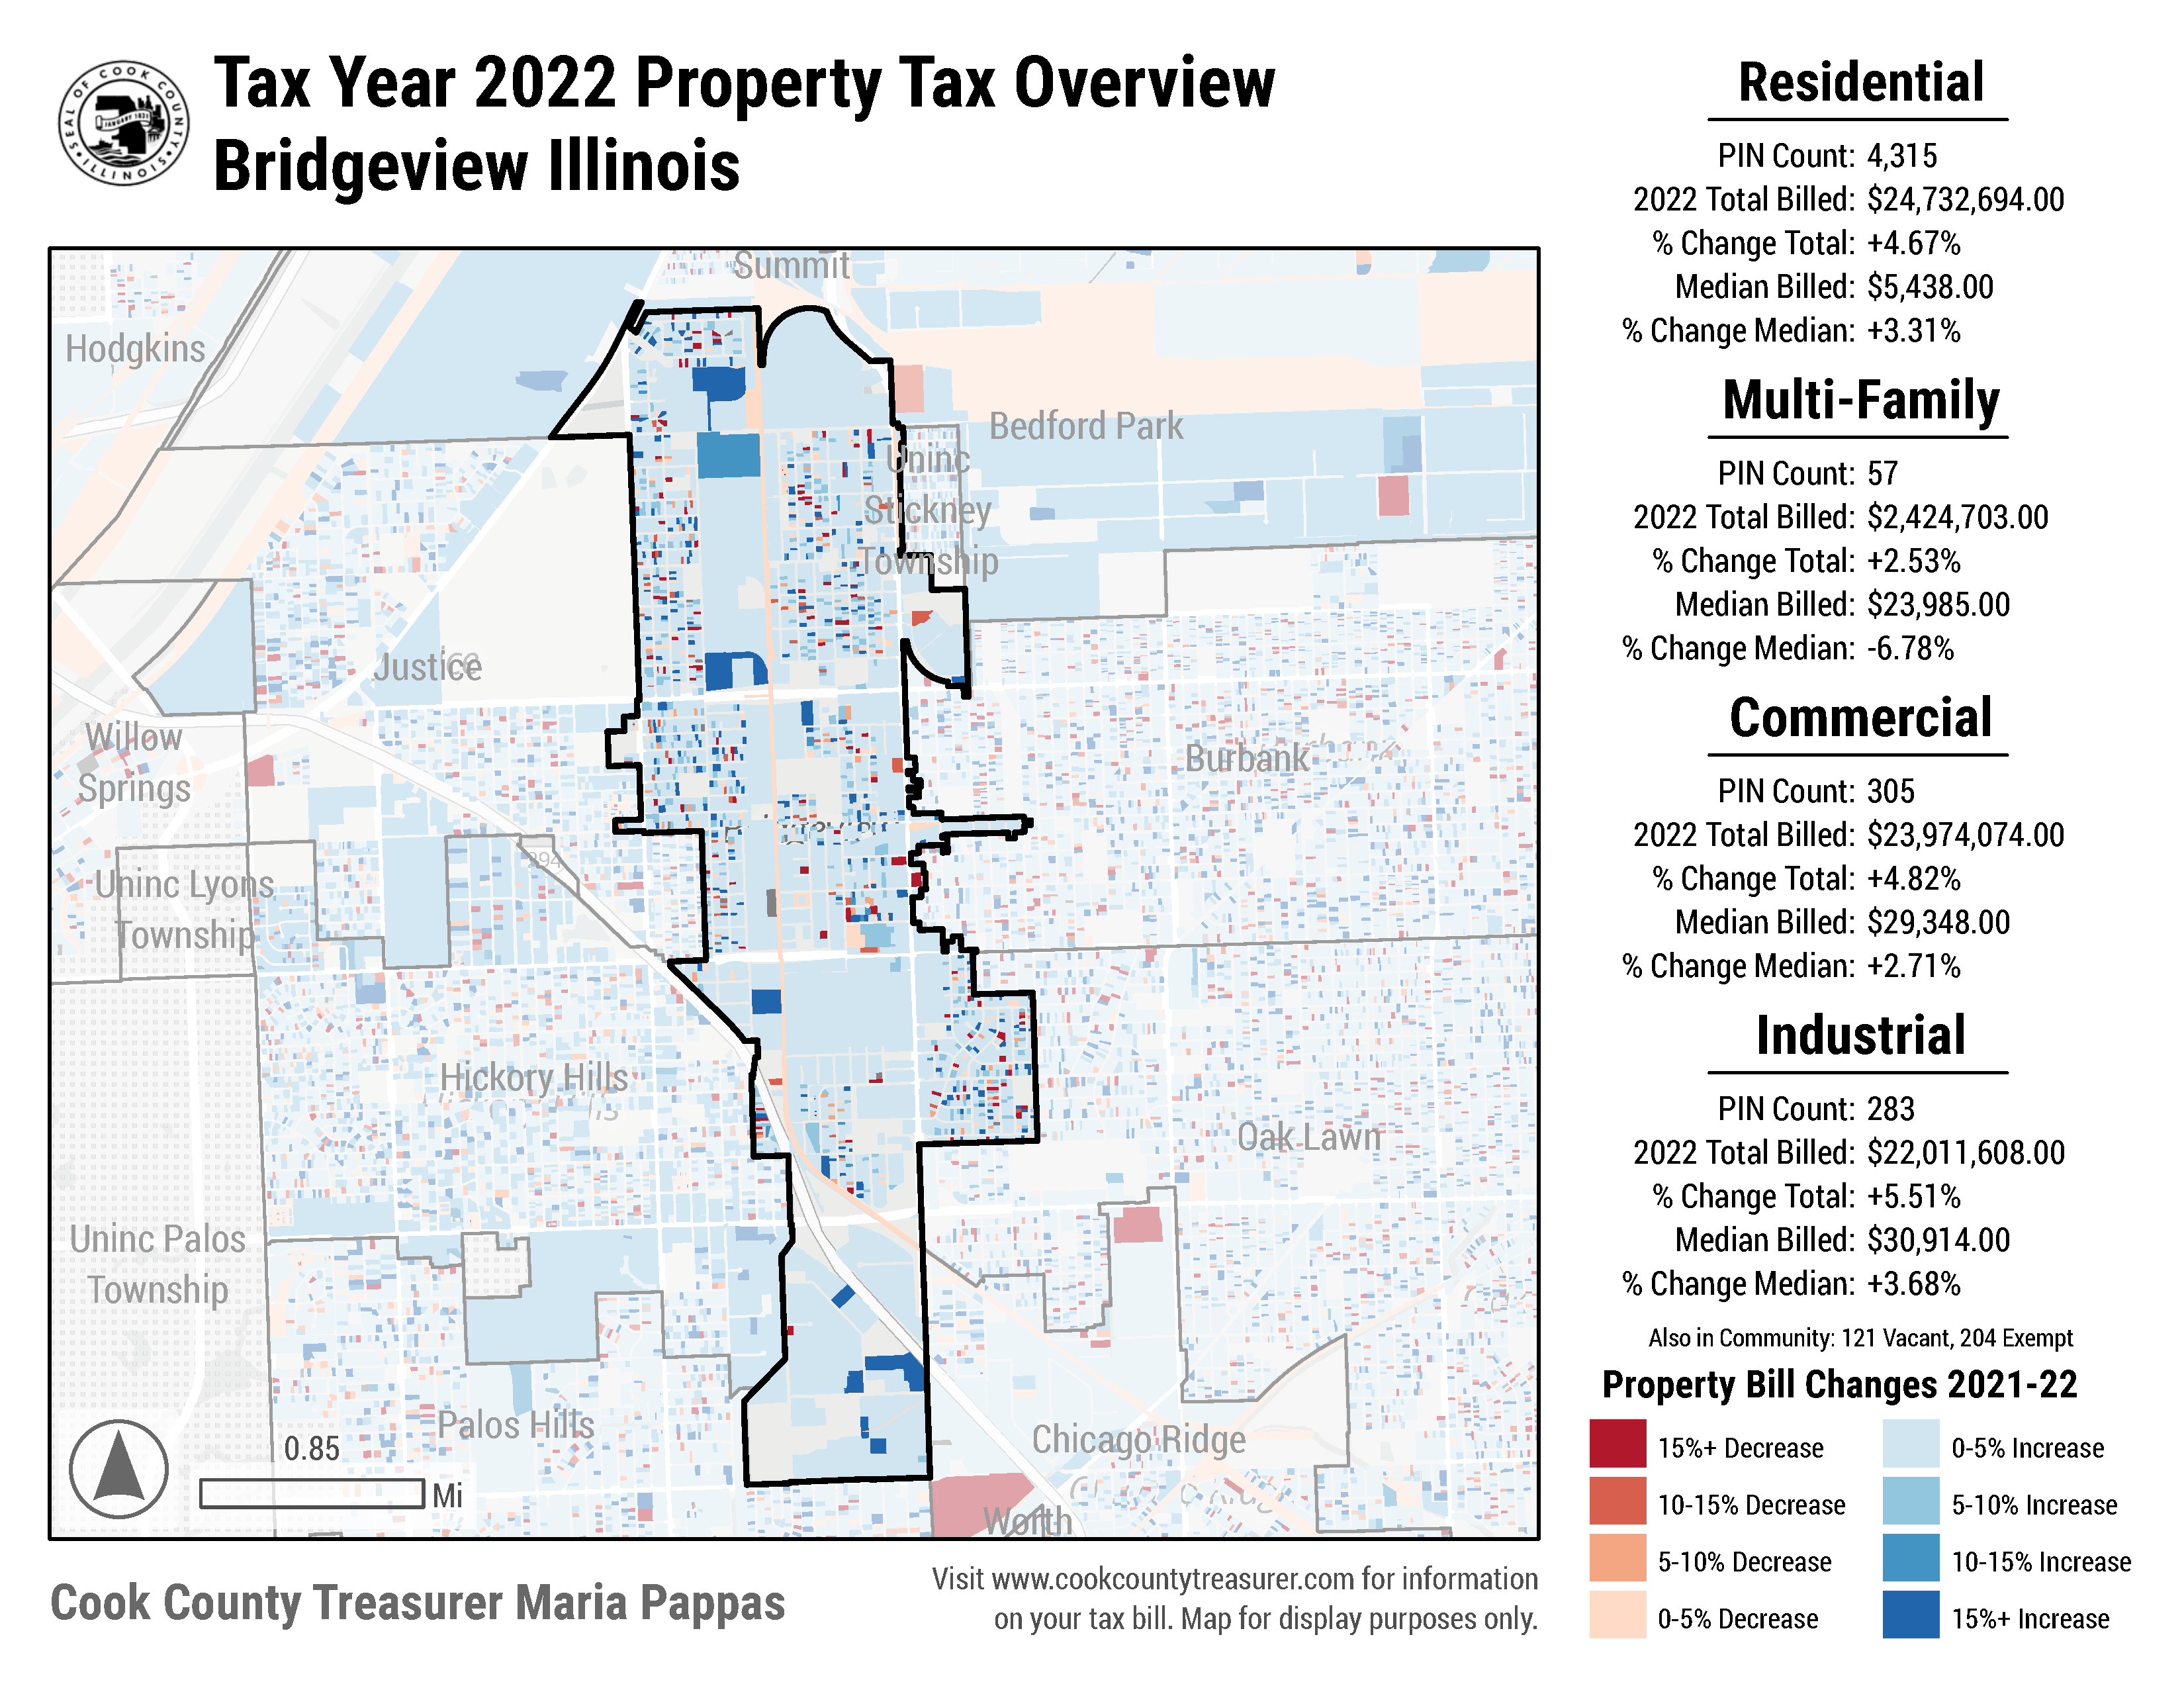 SEAL OF COOK COUNTY
ILLINOIS
JANUARY 1831
Tax Year 2022 Property Tax Overview
Bridgeview Illinois
Summit
Hodgkins
Bedford Park
Uninc
Stickney
Township
Justice
Willow
Springs
Burbank
294
Uninc Lyons
Township
Hickory Hills
Oak Lawn
Uninc Palos
Township
Palos Hills
Chicago Ridge
Worth
0.85
Mi
Cook County Treasurer Maria Pappas
Visit www.cookcountytreasurer.com for information
on your tax bill. Map for display purposes only.
Residential
PIN Count: 4,315
2022 Total Billed: $24,732,694.00
% Change Total: +4.67%
Median Billed: $5,438.00
% Change Median: +3.31%
Multi-Family
PIN Count: 57
2022 Total Billed: $2,424,703.00
% Change Total: +2.53%
Median Billed: $23,985.00
% Change Median: -6.78%
Commercial
PIN Count: 305
2022 Total Billed: $23,974,074.00
% Change Total: +4.82%
Median Billed: $29,348.00
% Change Median: +2.71%
Industrial
PIN Count: 283
2022 Total Billed: $22,011,608.00
% Change Total: +5.51%
Median Billed: $30,914.00
% Change Median: +3.68%
Also in Community: 121 Vacant, 204 Exempt
Property Bill Changes 2021-22
15%+ Decrease
10-15% Decrease
5-10% Decrease
0-5% Decrease
0-5% Increase
5-10% Increase
10-15% Increase
15%+ Increase